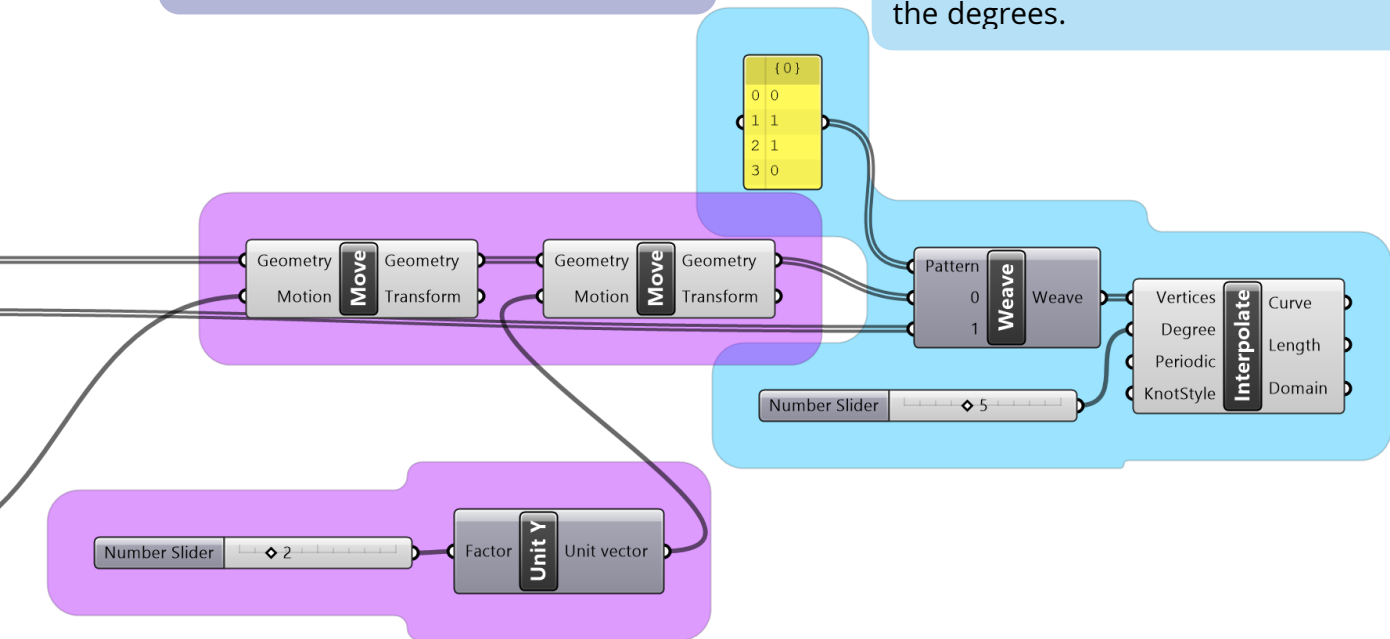 the degrees.
{0}
0 0
1 1
2 1
3 0
Geometry Move Geometry
Motion Transform
Geometry Move Geometry
Motion Transform
Pattern
0 Weave Weave
1
Vertices Interpolate Curve
Degree
Periodic Length
KnotStyle Domain
Number Slider 5
Number Slider 2
Factor Unit Y Unit vector